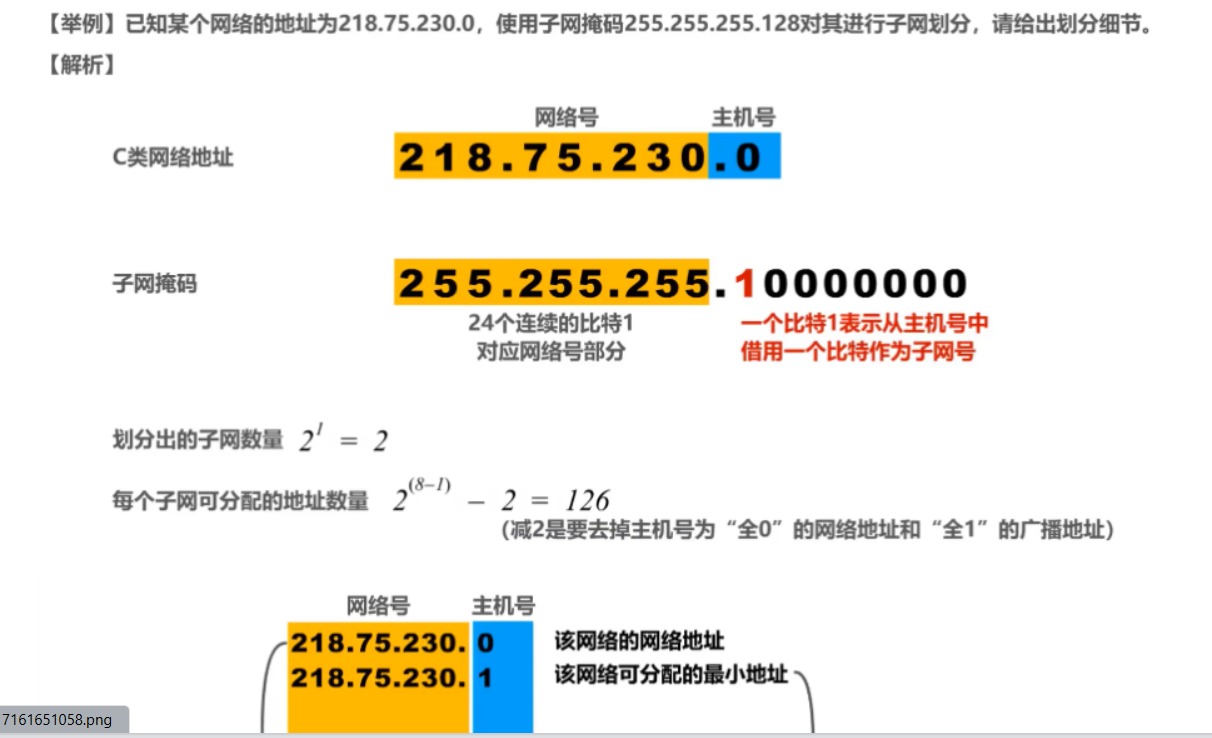 【举例】已知某个网络的地址为218.75.230.0，使用子网掩码255.255.255.128对其进行子网划分，请给出划分细节。
【解析】
网络号 主机号
C类网络地址 218.75.230.0
子网掩码 255.255.255.10000000
24个连续的比特1 一个比特1表示从主机号中
对应网络号部分 借用一个比特作为子网号
划分出的子网数量 2^1 = 2
每个子网可分配的地址数量 2^(8-1) - 2 = 126
(减2是要去掉主机号为“全0”的网络地址和“全1”的广播地址)
网络号 主机号
218.75.230.0 该网络的网络地址
218.75.230.1 该网络可分配的最小地址
7161651058.png